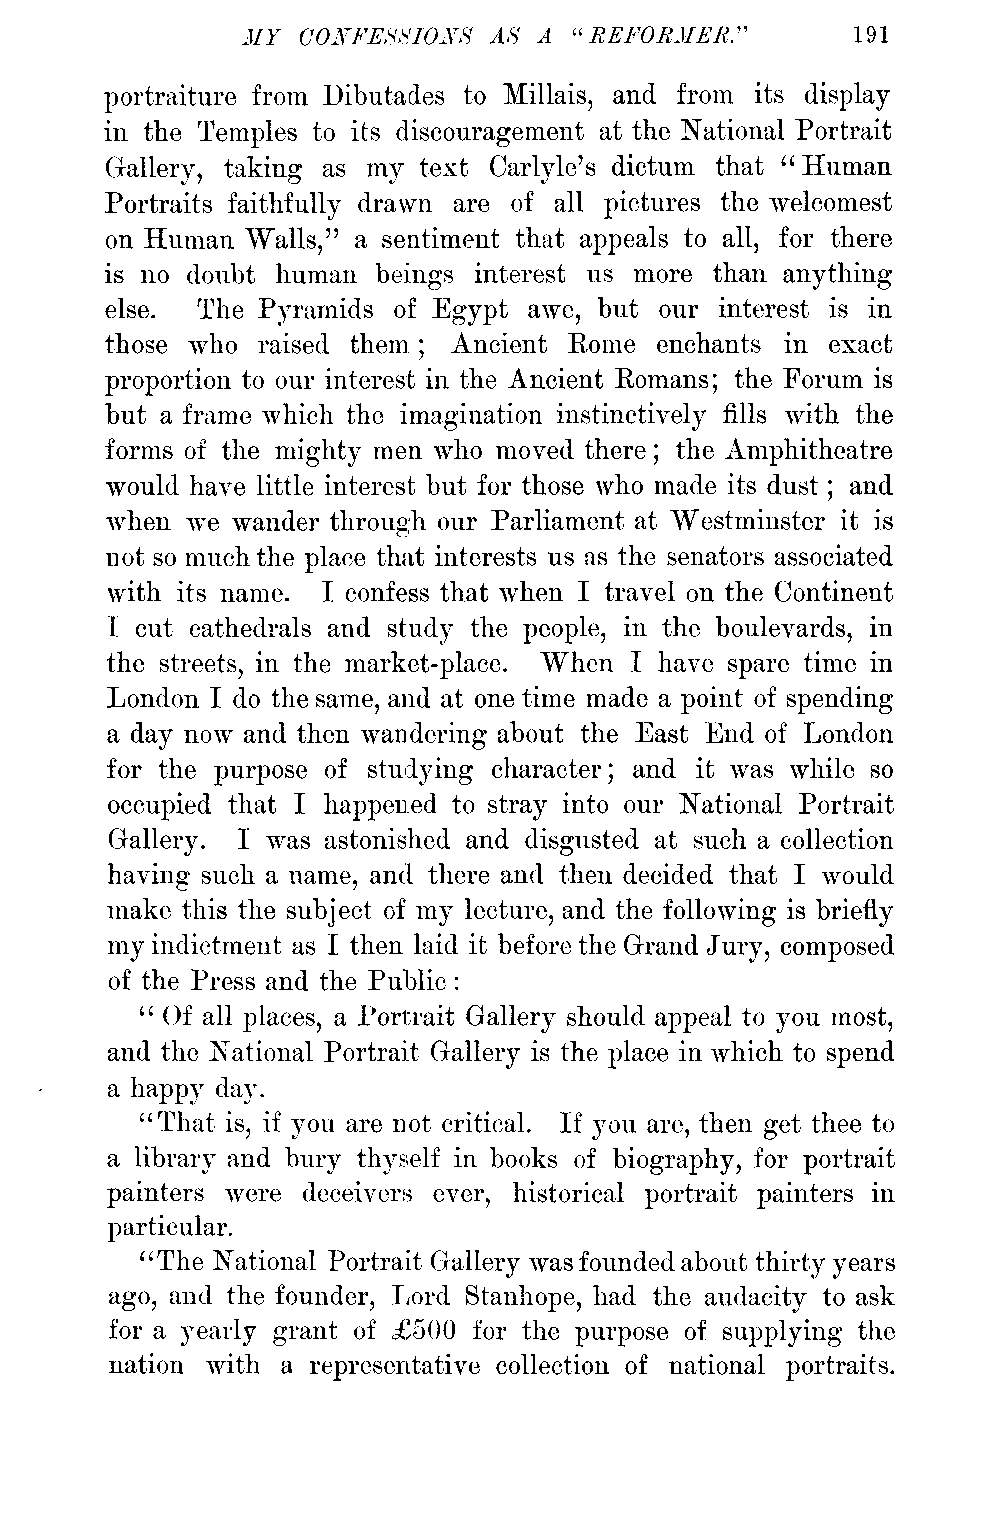 MY CONFESSIONS AS A “REFORMER.” 191
portraiture from Dibutades to Millais, and from its display
in the Temples to its discouragement at the National Portrait
Gallery, taking as my text Carlyle’s dictum that “Human
Portraits faithfully drawn are of all pictures the welcomest
on Human Walls,” a sentiment that appeals to all, for there
is no doubt human beings interest us more than anything
else. The Pyramids of Egypt awe, but our interest is in
those who raised them; Ancient Rome enchants in exact
proportion to our interest in the Ancient Romans; the Forum is
but a frame which the imagination instinctively fills with the
forms of the mighty men who moved there; the Amphitheatre
would have little interest but for those who made its dust; and
when we wander through our Parliament at Westminster it is
not so much the place that interests us as the senators associated
with its name. I confess that when I travel on the Continent
I cut cathedrals and study the people, in the boulevards, in
the streets, in the market-place. When I have spare time in
London I do the same, and at one time made a point of spending
a day now and then wandering about the East End of London
for the purpose of studying character; and it was while so
occupied that I happened to stray into our National Portrait
Gallery. I was astonished and disgusted at such a collection
having such a name, and there and then decided that I would
make this the subject of my lecture, and the following is briefly
my indictment as I then laid it before the Grand Jury, composed
of the Press and the Public:
“Of all places, a Portrait Gallery should appeal to you most,
and the National Portrait Gallery is the place in which to spend
a happy day.
“That is, if you are not critical. If you are, then get thee to
a library and bury thyself in books of biography, for portrait
painters were deceivers ever, historical portrait painters in
particular.
“The National Portrait Gallery was founded about thirty years
ago, and the founder, Lord Stanhope, had the audacity to ask
for a yearly grant of £500 for the purpose of supplying the
nation with a representative collection of national portraits.